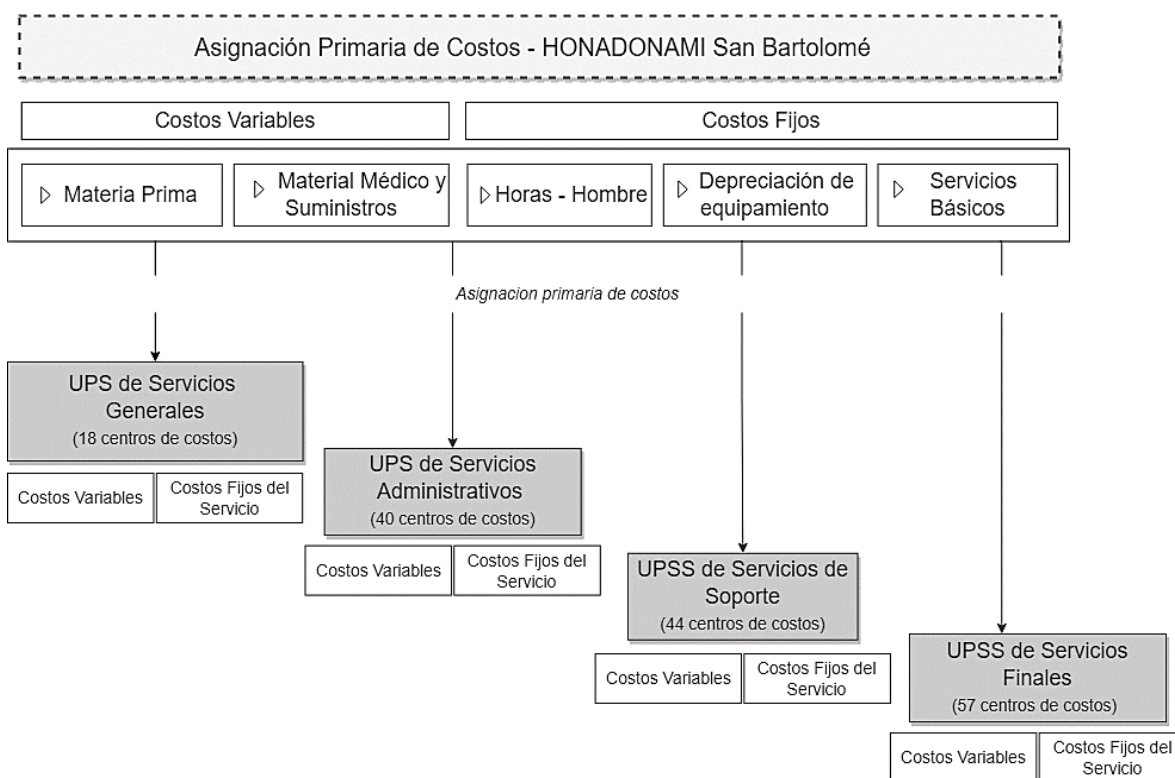 Asignación Primaria de Costos - HONADONAMI San Bartolomé
Costos Variables
Costos Fijos
Materia Prima
Material Médico y
Suministros
Horas - Hombre
Depreciación de
equipamiento
Servicios
Básicos
Asignacion primaria de costos
UPS de Servicios
Generales
(18 centros de costos)
Costos Variables
Costos Fijos del
Servicio
UPS de Servicios
Administrativos
(40 centros de costos)
Costos Variables
Costos Fijos del
Servicio
UPSS de Servicios de
Soporte
(44 centros de costos)
Costos Variables
Costos Fijos del
Servicio
UPSS de Servicios
Finales
(57 centros de costos)
Costos Variables
Costos Fijos del
Servicio